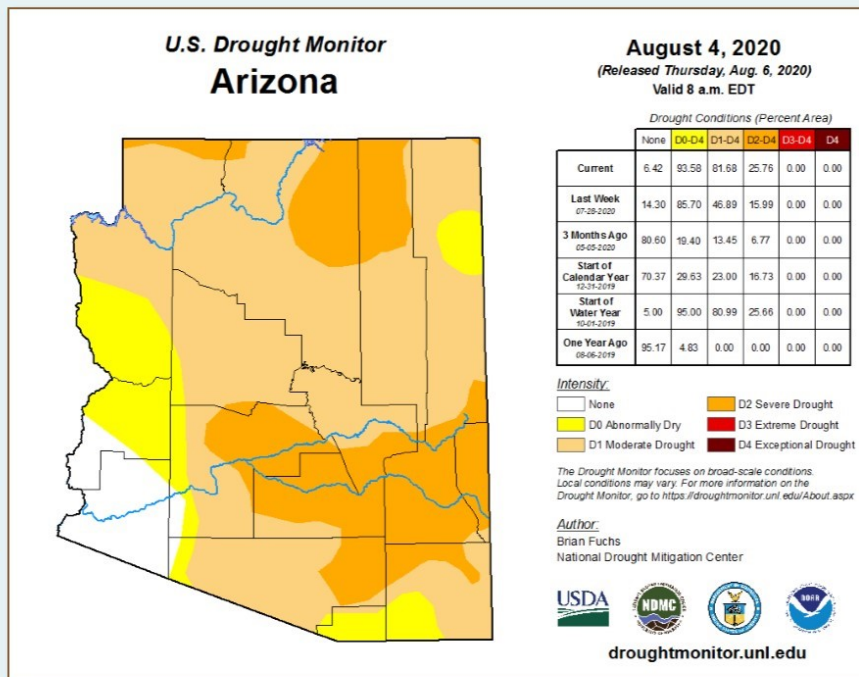 U.S. Drought Monitor
Arizona
August 4, 2020
(Released Thursday, Aug. 6, 2020)
Valid 8 a.m. EDT
Drought Conditions (Percent Area)
None D0-D4 D1-D4 D2-D4 D3-D4 D4
Current 6.42 93.58 81.68 25.76 0.00 0.00
Last Week 07-28-2020 14.30 85.70 46.89 15.99 0.00 0.00
3 Months Ago 05-05-2020 80.60 19.40 13.45 6.77 0.00 0.00
Start of Calendar Year 12-31-2019 70.37 29.63 23.00 16.73 0.00 0.00
Start of Water Year 10-01-2019 5.00 95.00 80.99 25.66 0.00 0.00
One Year Ago 08-06-2019 95.17 4.83 0.00 0.00 0.00 0.00
Intensity:
None
D2 Severe Drought
D0 Abnormally Dry
D3 Extreme Drought
D1 Moderate Drought
D4 Exceptional Drought
The Drought Monitor focuses on broad-scale conditions.
Local conditions may vary. For more information on the
Drought Monitor, go to https://droughtmonitor.unl.edu/About.aspx
Author:
Brian Fuchs
National Drought Mitigation Center
USDA
NDMC
NOAA
droughtmonitor.unl.edu